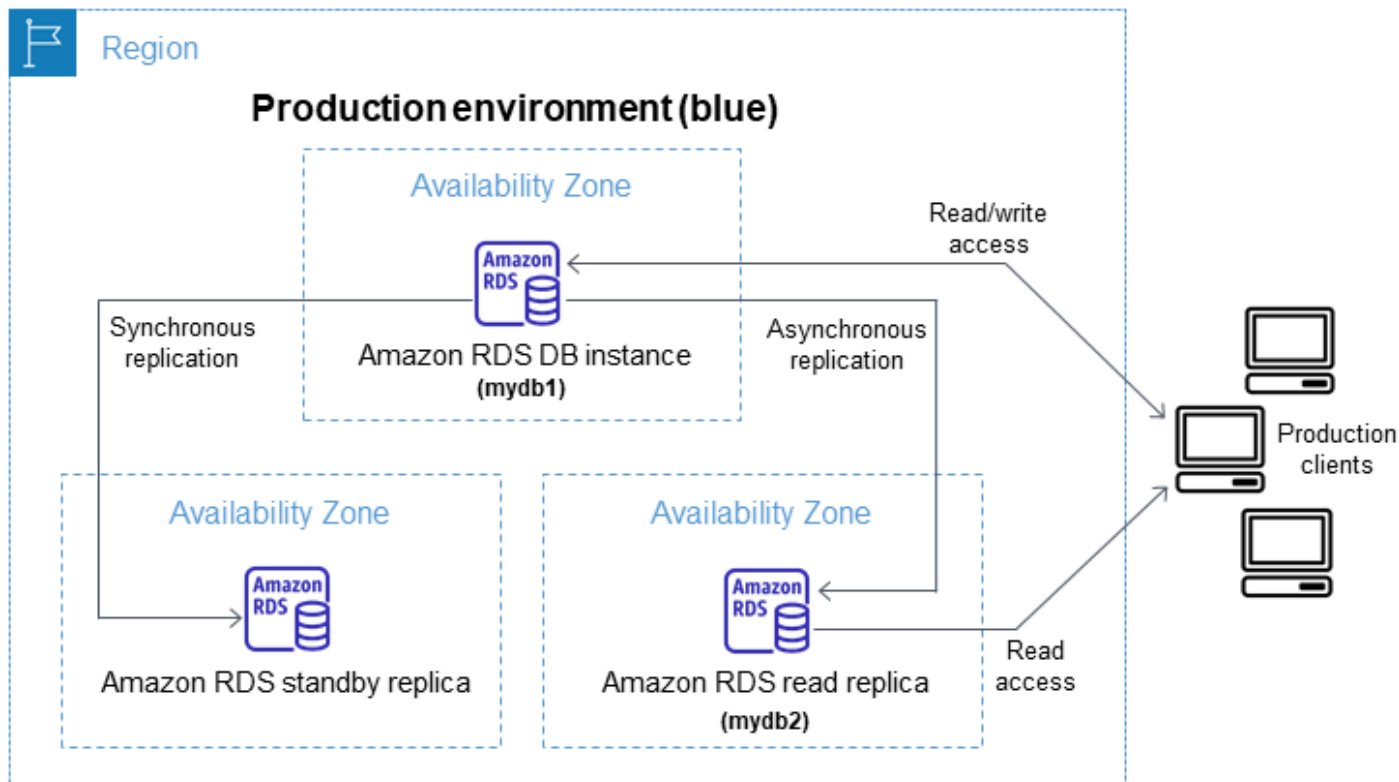 Region
Production environment (blue)
Availability Zone
Read/write
access
Amazon
RDS
Synchronous
replication
Asynchronous
replication
Amazon RDS DB instance
(mydb1)
Production
clients
Availability Zone
Amazon
RDS
Amazon RDS standby replica
Availability Zone
Amazon
RDS
Amazon RDS read replica
(mydb2)
Read
access